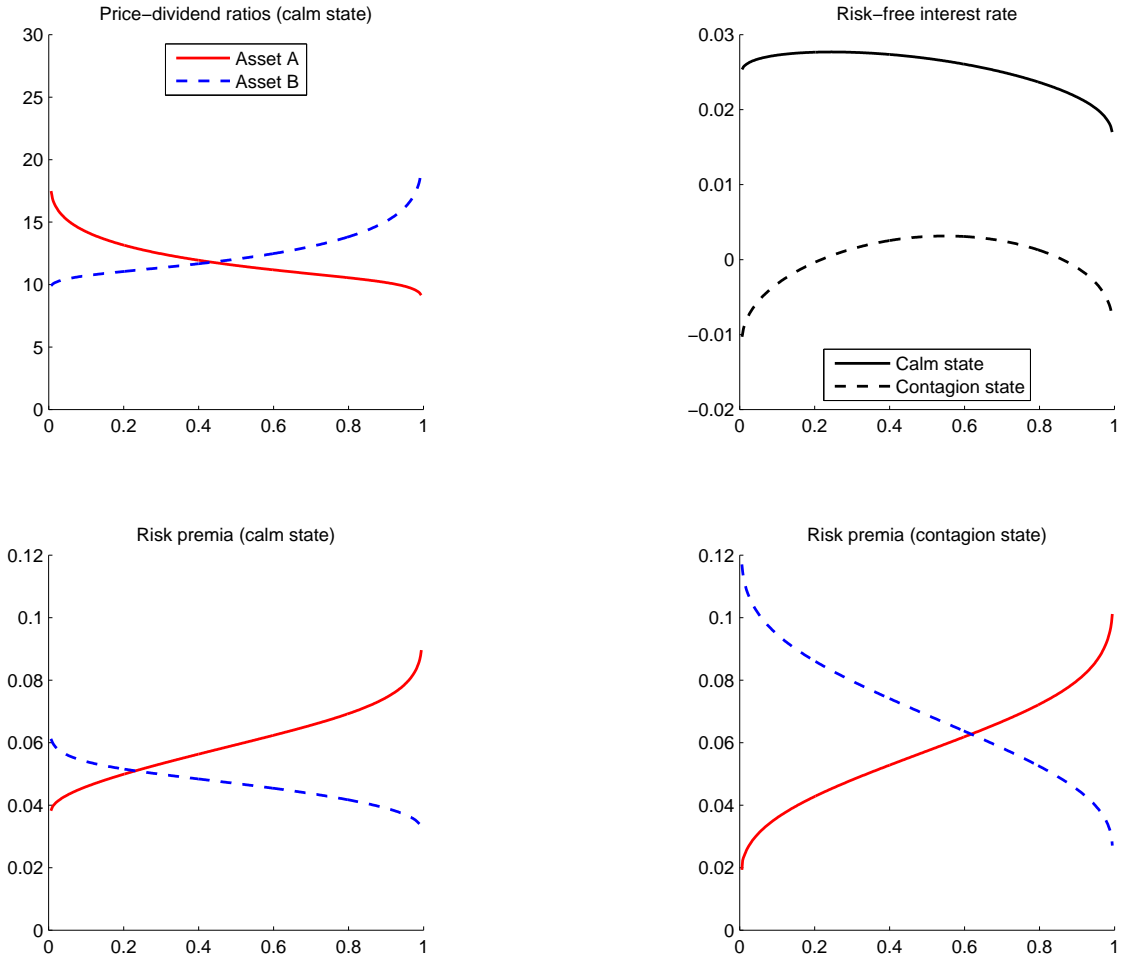 Price−dividend ratios (calm state)
30
25
20
15
10
5
0
0 0.2 0.4 0.6 0.8 1
Asset A
Asset B
Risk−free interest rate
0.03
0.02
0.01
0
−0.01
−0.02
0 0.2 0.4 0.6 0.8 1
Calm state
Contagion state
Risk premia (calm state)
0.12
0.1
0.08
0.06
0.04
0.02
0
0 0.2 0.4 0.6 0.8 1
Risk premia (contagion state)
0.12
0.1
0.08
0.06
0.04
0.02
0
0 0.2 0.4 0.6 0.8 1